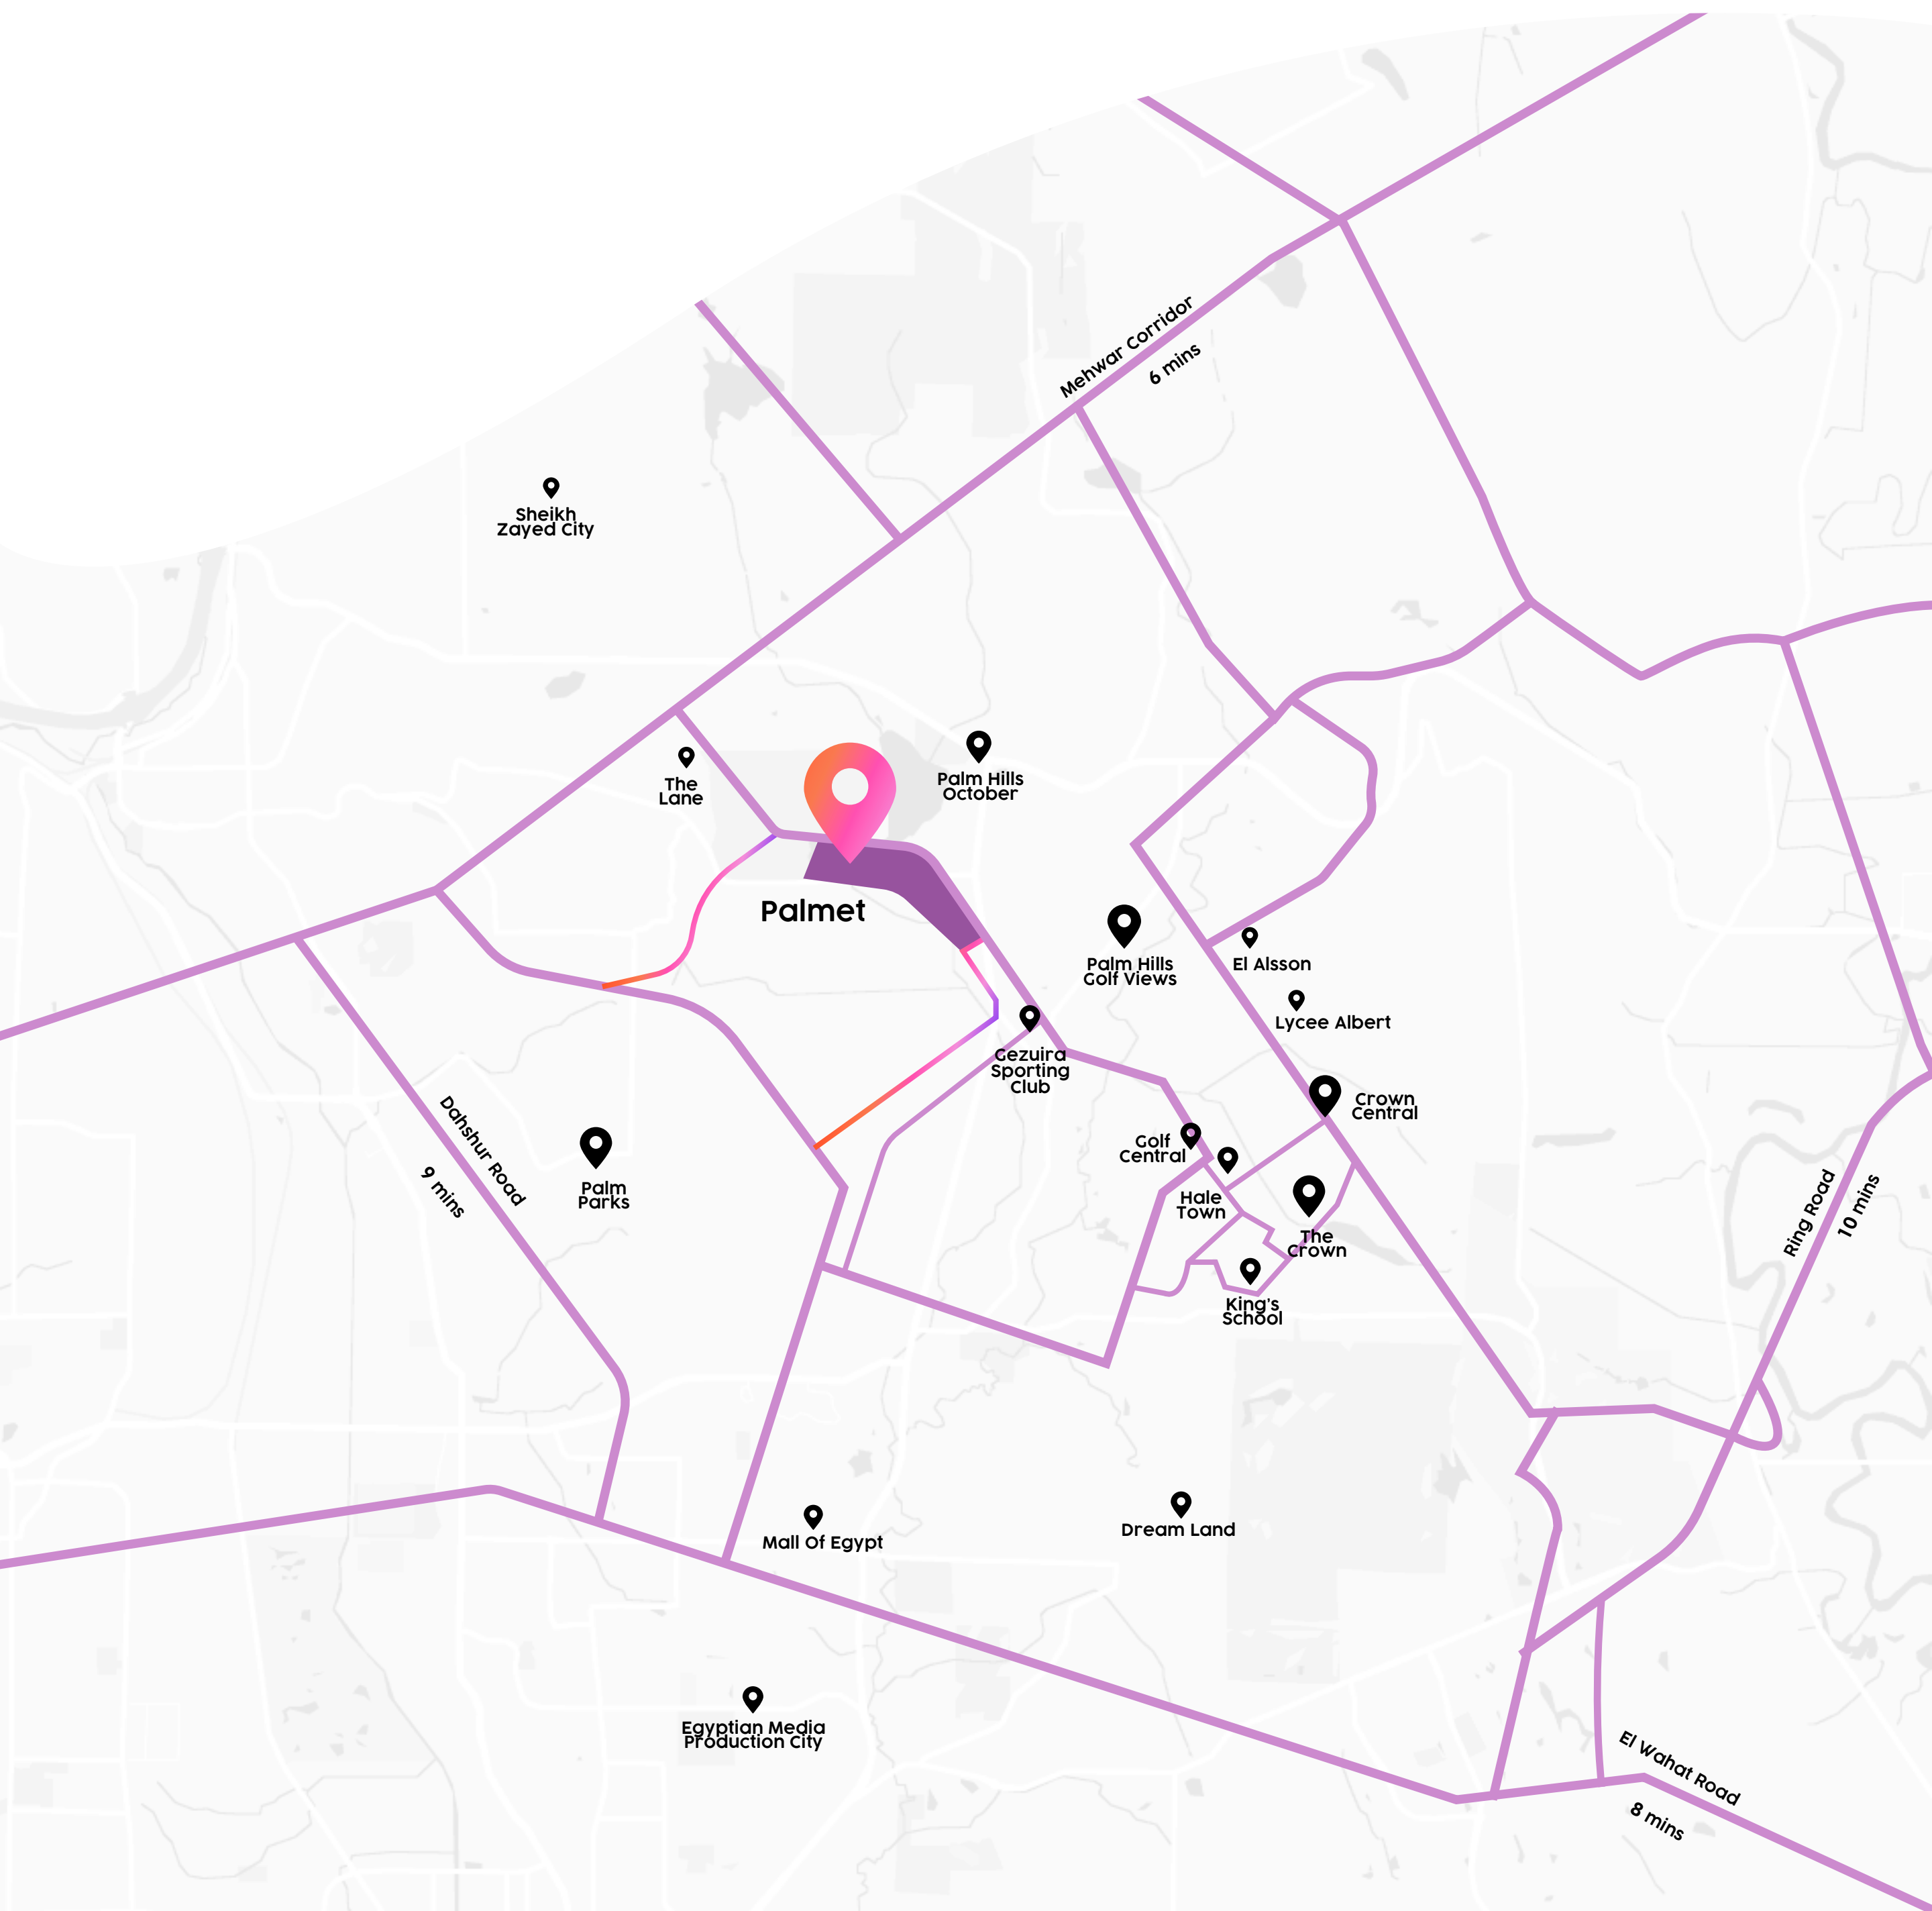 Mehwar Corridor
6 mins
Sheikh
Zayed City
The
Lane
Palm Hills
October
Palmet
Palm Hills
Golf Views
El Alsson
Lycee Albert
Gezuira
Sporting
Club
Crown
Central
Dahshur Road
9 mins
Palm
Parks
Golf
Central
Hale
Town
The
Crown
King's
School
Ring Road
10 mins
Mall Of Egypt
Dream Land
Egyptian Media
Production City
El Wahat Road
8 mins